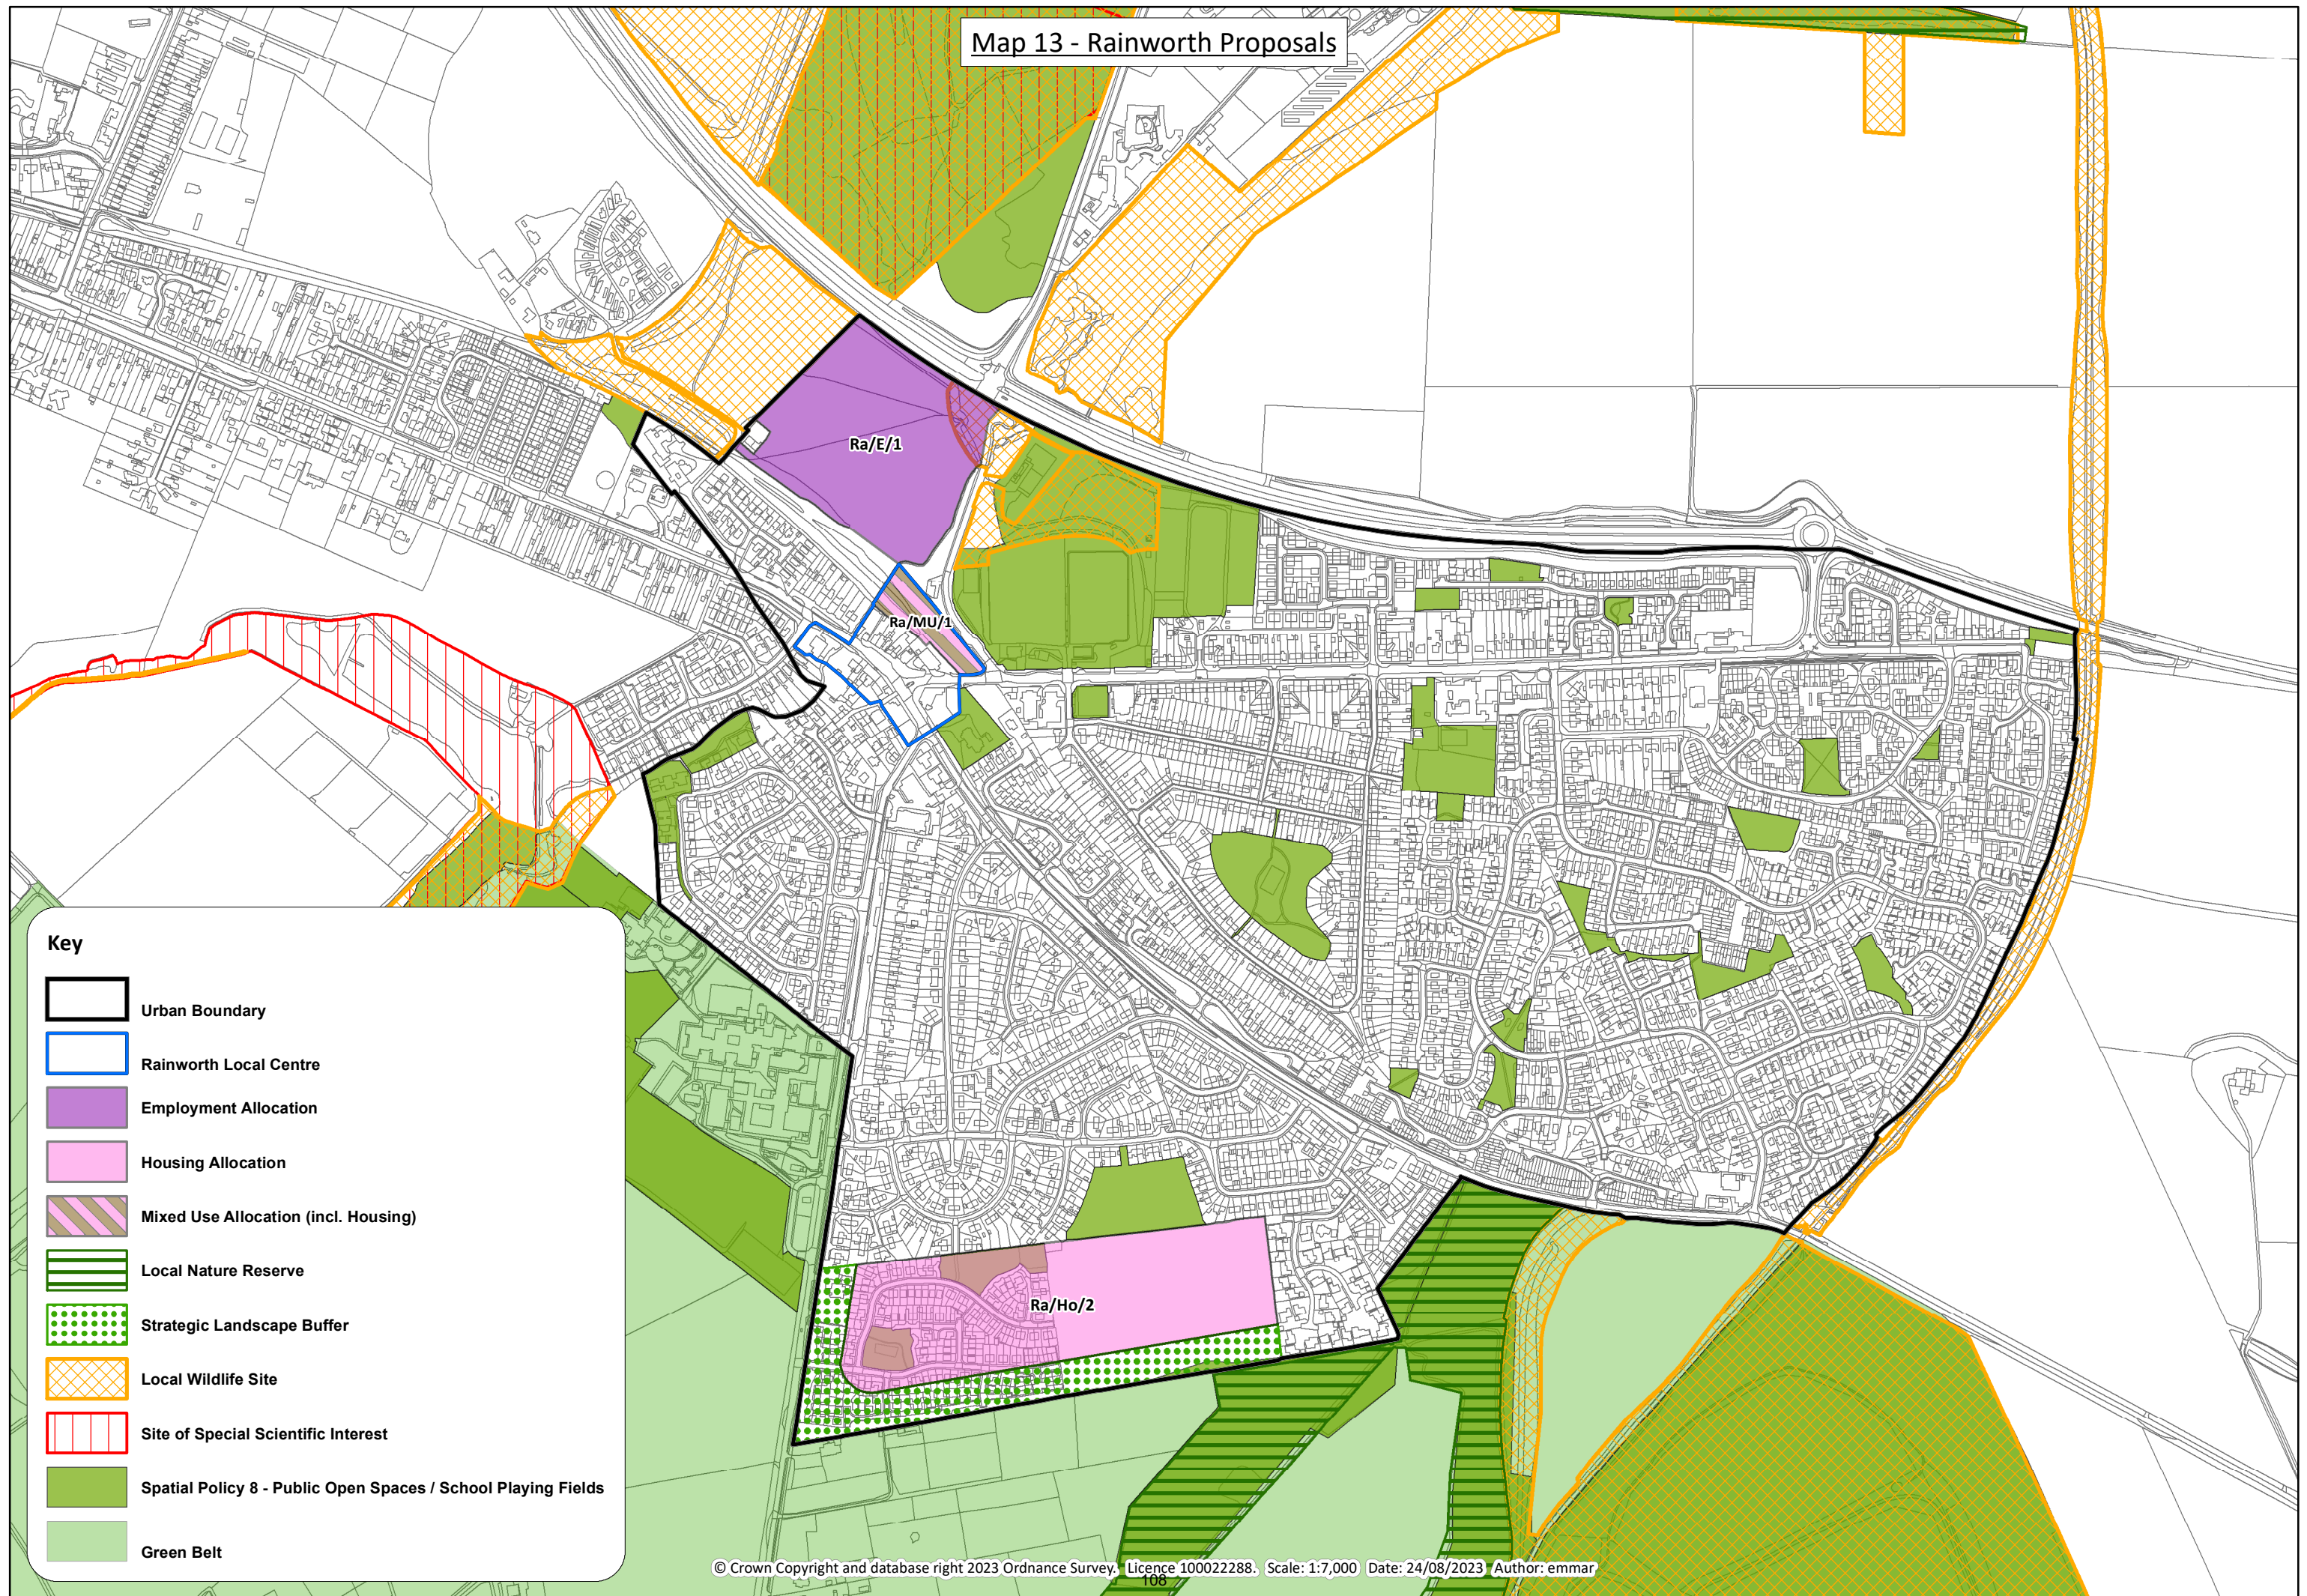 Map 13 - Rainworth Proposals
Ra/E/1
Ra/MU/1
Ra/Ho/2
Key
Urban Boundary
Rainworth Local Centre
Employment Allocation
Housing Allocation
Mixed Use Allocation (incl. Housing)
Local Nature Reserve
Strategic Landscape Buffer
Local Wildlife Site
Site of Special Scientific Interest
Spatial Policy 8 - Public Open Spaces / School Playing Fields
Green Belt
© Crown Copyright and database right 2023 Ordnance Survey. Licence 100022288. Scale: 1:7,000 Date: 24/08/2023 Author: emmar
108